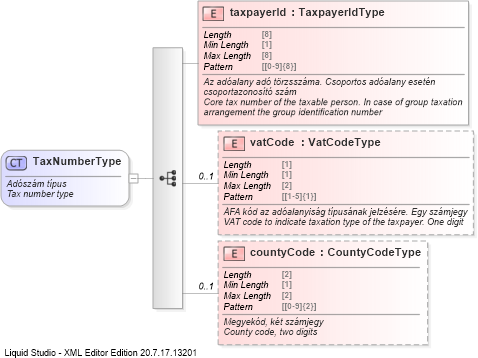 E taxpayerId : TaxpayerIdType
Length [8]
Min Length [1]
Max Length [8]
Pattern [[0-9]{8}]
Az adóalany adó törzsszáma. Csoportos adóalany esetén
csoportazonosító szám
Core tax number of the taxable person. In case of group taxation
arrangement the group identification number
CT TaxNumberType
Adószám típus
Tax number type
0..1
E vatCode : VatCodeType
Length [1]
Min Length [1]
Max Length [2]
Pattern [[1-5]{1}]
ÁFA kód az adóalanyiság típusának jelzésére. Egy számjegy
VAT code to indicate taxation type of the taxpayer. One digit
0..1
E countyCode : CountyCodeType
Length [2]
Min Length [1]
Max Length [2]
Pattern [[0-9]{2}]
Megyekód, két számjegy
County code, two digits
Liquid Studio - XML Editor Edition 20.7.17.13201